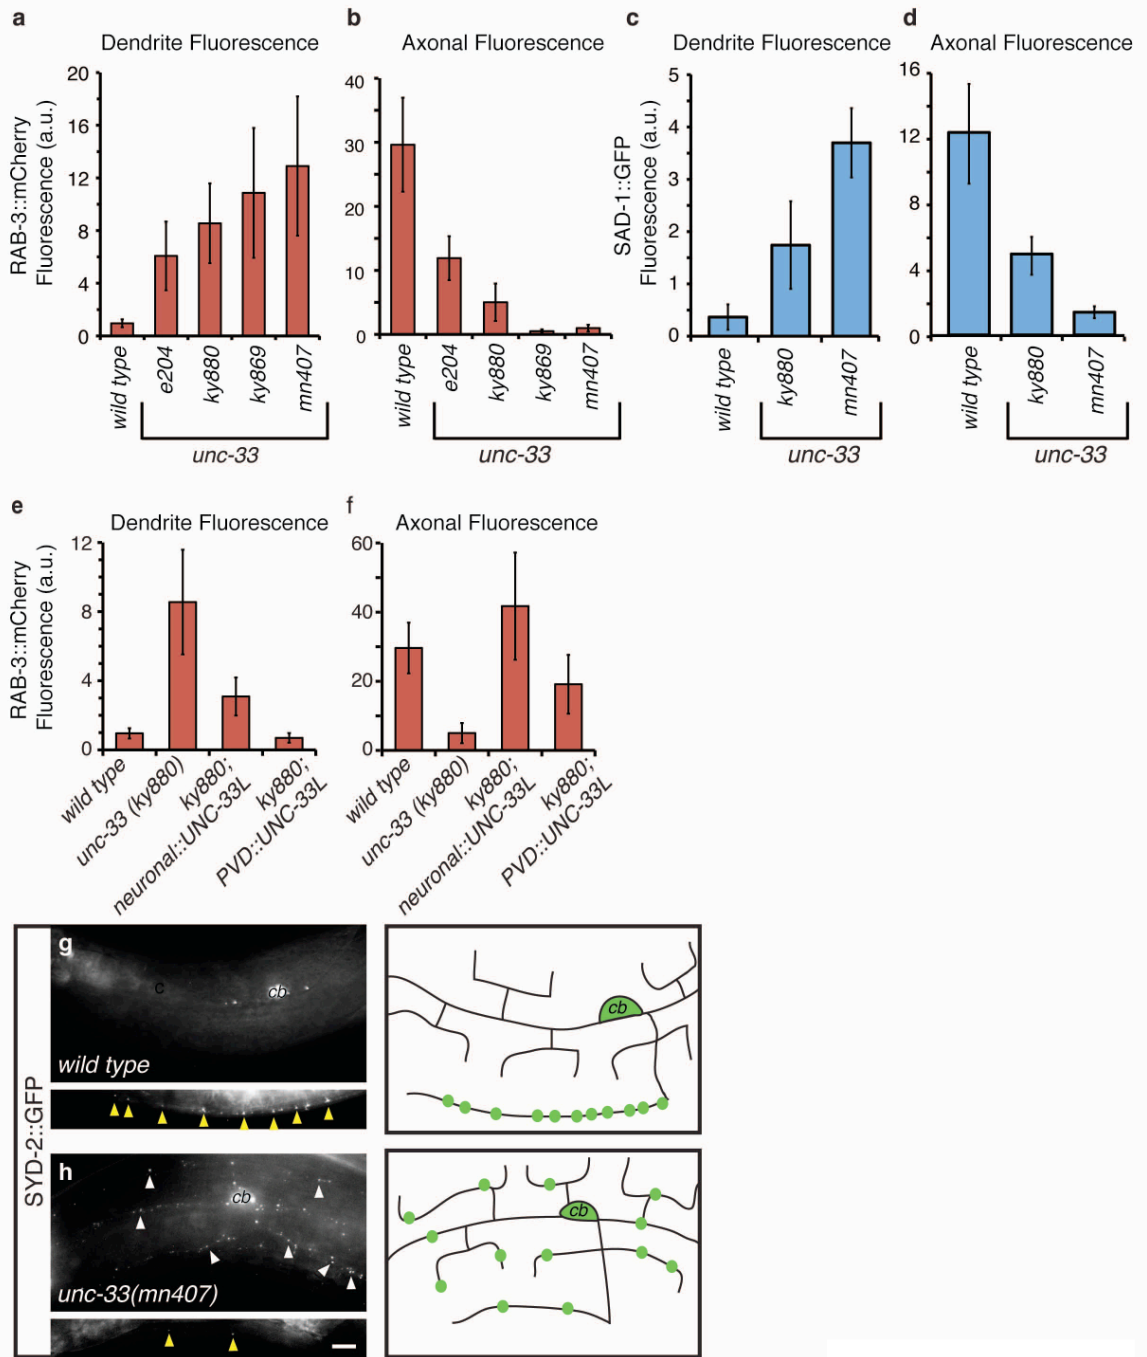 a
Dendrite Fluorescence
RAB-3::mCherry
Fluorescence (a.u.)
20
16
12
8
4
0
wild type
e204
ky880
ky869
mn407
unc-33
b
Axonal Fluorescence
40
30
20
10
0
wild type
e204
ky880
ky869
mn407
unc-33
c
Dendrite Fluorescence
SAD-1::GFP
Fluorescence (a.u.)
5
4
3
2
1
0
wild type
ky880
mn407
unc-33
d
Axonal Fluorescence
16
12
8
4
0
wild type
ky880
mn407
unc-33
e
Dendrite Fluorescence
RAB-3::mCherry
Fluorescence (a.u.)
12
8
4
0
wild type
unc-33 (ky880)
ky880;
neuronal::UNC-33L
ky880;
PVD::UNC-33L
f
Axonal Fluorescence
60
40
20
0
wild type
unc-33 (ky880)
ky880;
neuronal::UNC-33L
ky880;
PVD::UNC-33L
SYD-2::GFP
g
c
cb
wild type
cb
h
cb
unc-33(mn407)
cb